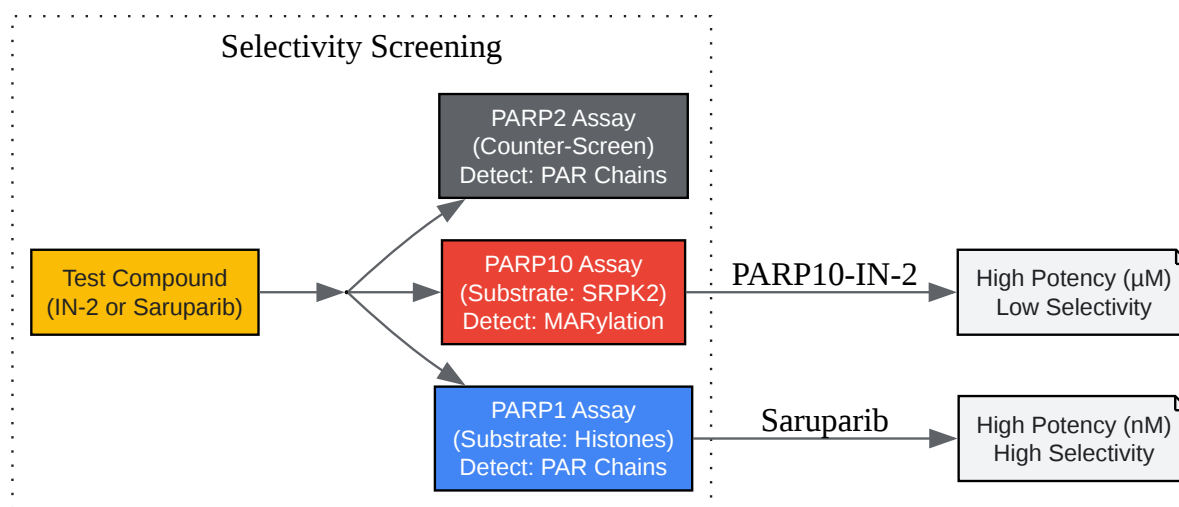 Selectivity Screening
PARP2 Assay
(Counter-Screen)
Detect: PAR Chains
Test Compound
(IN-2 or Saruparib)
PARP10 Assay
(Substrate: SRPK2)
Detect: MARylation
PARP10-IN-2
High Potency (µM)
Low Selectivity
PARP1 Assay
(Substrate: Histones)
Detect: PAR Chains
Saruparib
High Potency (nM)
High Selectivity